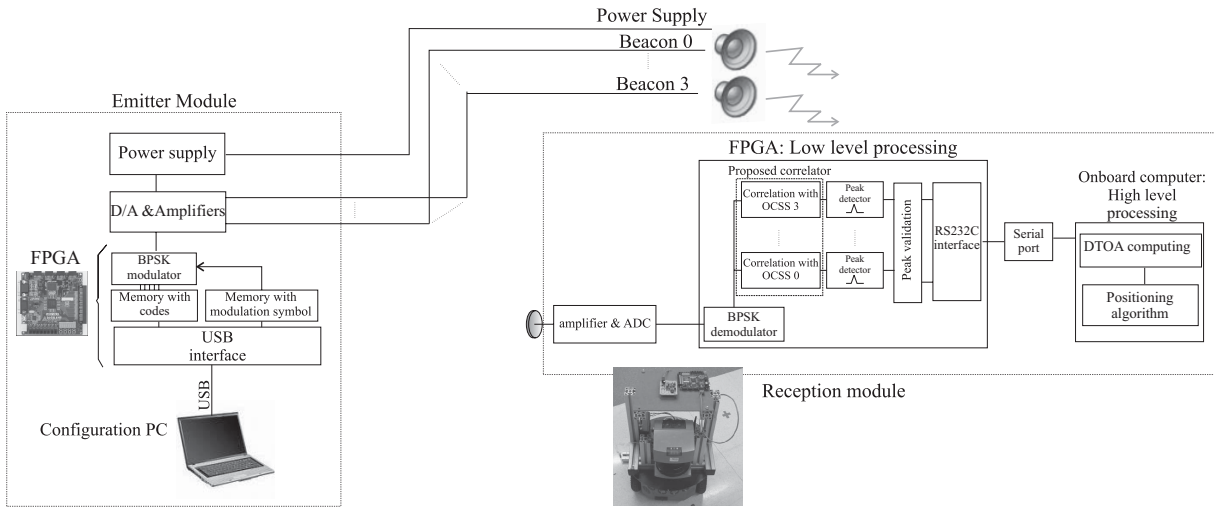 Power Supply
Beacon 0
Beacon 3
Emitter Module
Power supply
D/A &Amplifiers
FPGA
BPSK
modulator
Memory with
codes
Memory with
modulation symbol
USB
interface
USB
Configuration PC
FPGA: Low level processing
Proposed correlator
Correlation with
OCSS 3
Peak
detector
Correlation with
OCSS 0
Peak
detector
Peak validation
RS232C
interface
Serial
port
Onboard computer:
High level
processing
DTOA computing
Positioning
algorithm
amplifier & ADC
BPSK
demodulator
Reception module